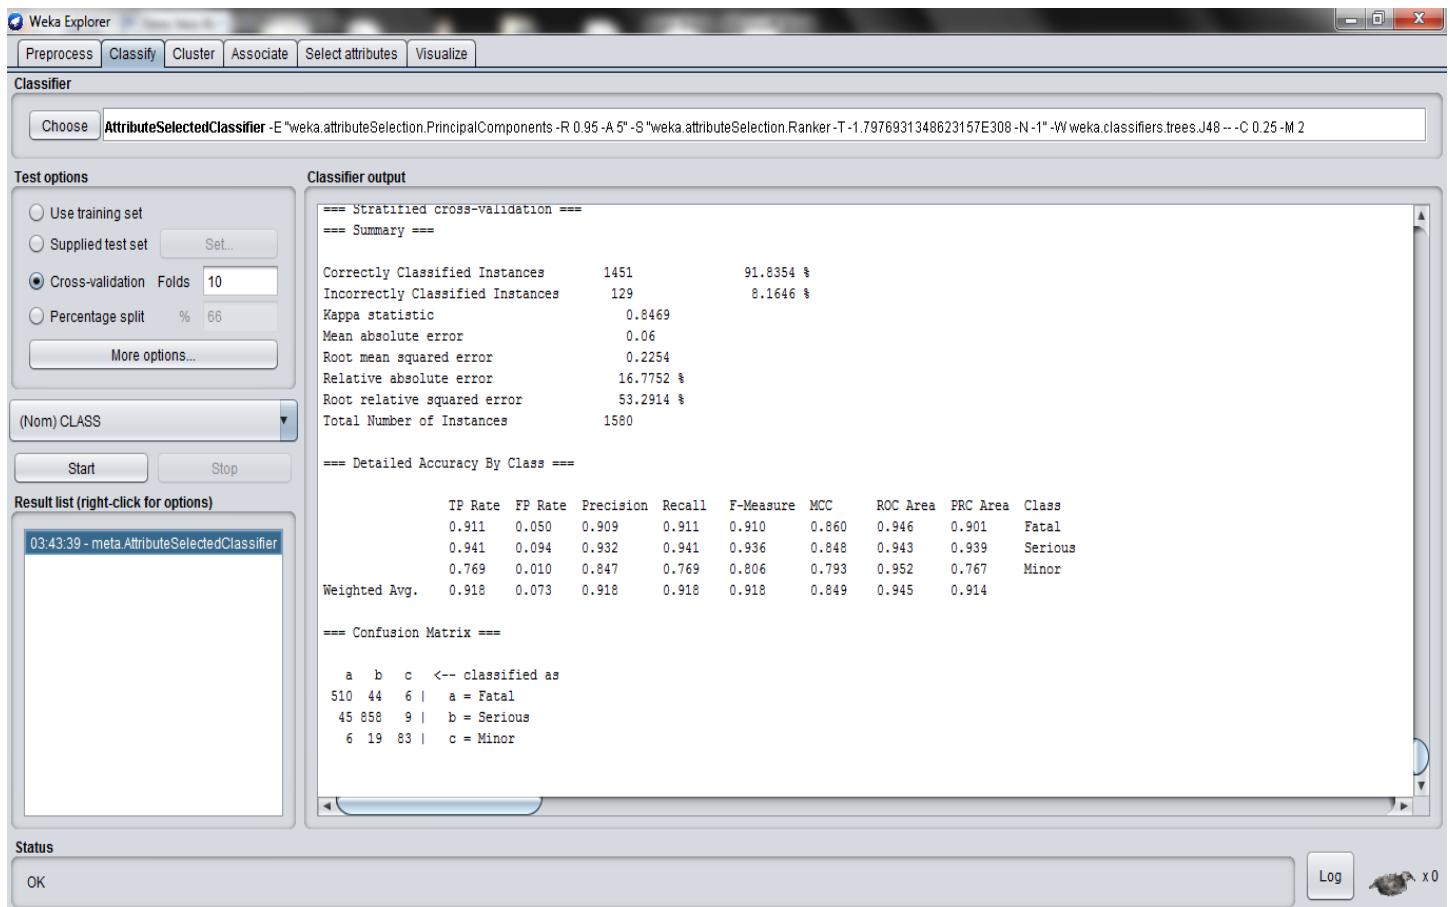 Weka Explorer
Preprocess Classify Cluster Associate Select attributes Visualize
Classifier
Choose AttributeSelectedClassifier -E "weka.attributeSelection.PrincipalComponents -R 0.95 -A 5" -S "weka.attributeSelection.Ranker -T -1.7976931348623157E308 -N -1" -W weka.classifiers.trees.J48 -- -C 0.25 -M 2
Test options
Use training set
Supplied test set Set...
Cross-validation Folds 10
Percentage split % 66
More options...
(Nom) CLASS
Start Stop
Result list (right-click for options)
03:43:39 - meta.AttributeSelectedClassifier
Classifier output
=== Stratified cross-validation ===
=== Summary ===
Correctly Classified Instances 1451 91.8354 %
Incorrectly Classified Instances 129 8.1646 %
Kappa statistic 0.8469
Mean absolute error 0.06
Root mean squared error 0.2254
Relative absolute error 16.7752 %
Root relative squared error 53.2914 %
Total Number of Instances 1580
=== Detailed Accuracy By Class ===
TP Rate FP Rate Precision Recall F-Measure MCC ROC Area PRC Area Class
0.911 0.050 0.909 0.911 0.910 0.860 0.946 0.901 Fatal
0.941 0.094 0.932 0.941 0.936 0.848 0.943 0.939 Serious
0.769 0.010 0.847 0.769 0.806 0.793 0.952 0.767 Minor
Weighted Avg. 0.918 0.073 0.918 0.918 0.918 0.849 0.945 0.914
=== Confusion Matrix ===
a b c <-- classified as
510 44 6 | a = Fatal
45 858 9 | b = Serious
6 19 83 | c = Minor
Status
OK
Log x 0